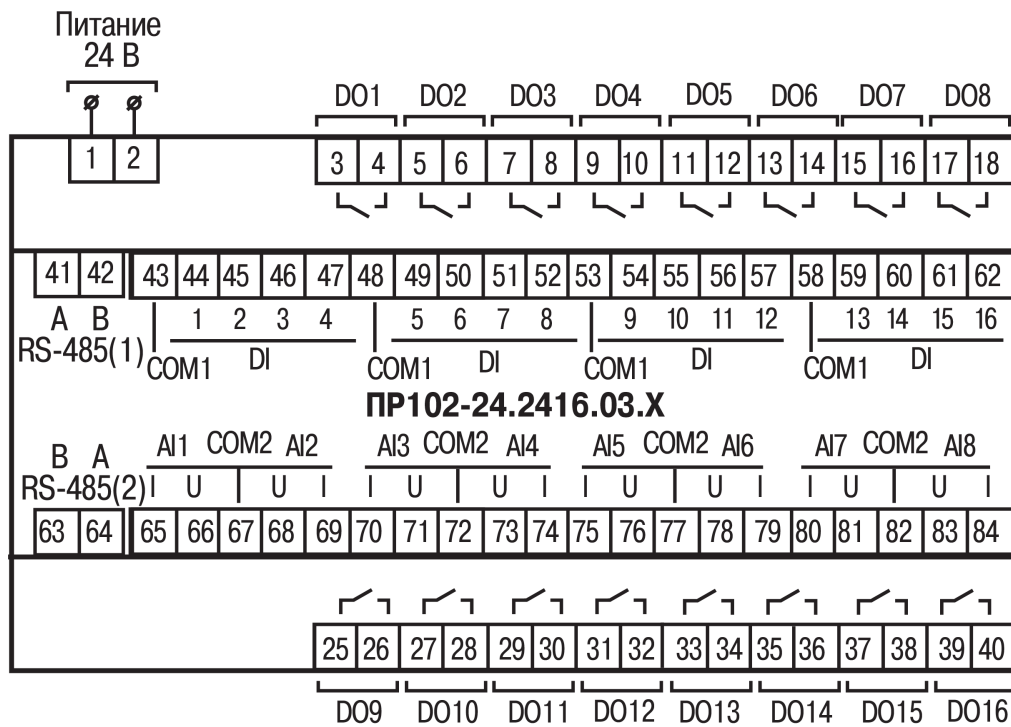 Питание
24 В
DO1 DO2 DO3 DO4 DO5 DO6 DO7 DO8
1 2 3 4 5 6 7 8 9 10 11 12 13 14 15 16 17 18
41 42 43 44 45 46 47 48 49 50 51 52 53 54 55 56 57 58 59 60 61 62
A B 1 2 3 4 5 6 7 8 9 10 11 12 13 14 15 16
RS-485(1) COM1 DI COM1 DI COM1 DI COM1 DI
ПР102-24.2416.03.X
B A AI1 COM2 AI2 AI3 COM2 AI4 AI5 COM2 AI6 AI7 COM2 AI8
RS-485(2) I U U I I U U I I U U I I U U I
63 64 65 66 67 68 69 70 71 72 73 74 75 76 77 78 79 80 81 82 83 84
25 26 27 28 29 30 31 32 33 34 35 36 37 38 39 40
DO9 DO10 DO11 DO12 DO13 DO14 DO15 DO16